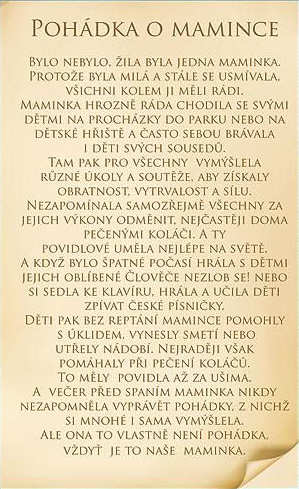 Pohádka o mamince
Bylo nebylo, žila byla jedna maminka.
Protože byla milá a stále se usmívala,
všichni kolem ji měli rádi.
Maminka hrozně ráda chodila se svými
dětmi na procházky do parku nebo na
dětské hřiště a často sebou brávala
i děti svých sousedů.
Tam pak pro všechny vymýšlela
různé úkoly a soutěže, aby získaly
obratnost, vytrvalost a sílu.
Nezapomínala samozřejmě všechny za
jejich výkony odměnit, nejčastěji doma
pečenými koláči. A ty
povidlové uměla nejlépe na světě.
A když bylo špatné počasí hrála s dětmi
jejich oblíbené Člověče nezlob se! nebo
si sedla ke klavíru, hrála a učila děti
zpívat české písničky.
Děti pak bez reptání mamince pomohly
s úklidem, vynesly smetí nebo
utřely nádobí. Nejraději však
pomáhaly při pečení koláčů.
To měly povidla až za ušima.
A večer před spaním maminka nikdy
nezapomněla vyprávět pohádky, z nichž
si mnohé i sama vymýšlela.
Ale ona to vlastně není pohádka,
vždyť je to naše maminka.